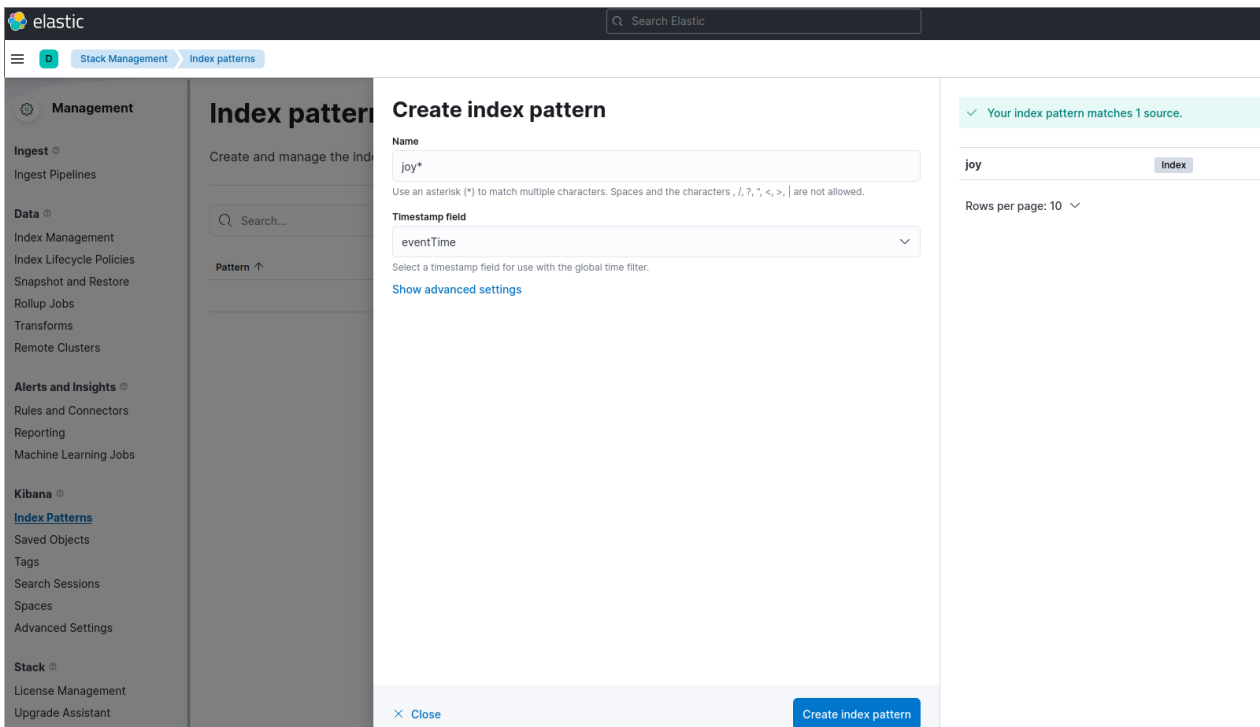 elastic
Search Elastic
D
Stack Management
Index patterns
Management
Ingest
Ingest Pipelines
Data
Index Management
Index Lifecycle Policies
Snapshot and Restore
Rollup Jobs
Transforms
Remote Clusters
Alerts and Insights
Rules and Connectors
Reporting
Machine Learning Jobs
Kibana
Index Patterns
Saved Objects
Tags
Search Sessions
Spaces
Advanced Settings
Stack
License Management
Upgrade Assistant
Index patter
Create and manage the ind
Search...
Pattern ↑
Create index pattern
Name
joy*
Use an asterisk (*) to match multiple characters. Spaces and the characters , /, ?, ", <, >, | are not allowed.
Timestamp field
eventTime
Select a timestamp field for use with the global time filter.
Show advanced settings
× Close
Create index pattern
✓ Your index pattern matches 1 source.
joy
Index
Rows per page: 10